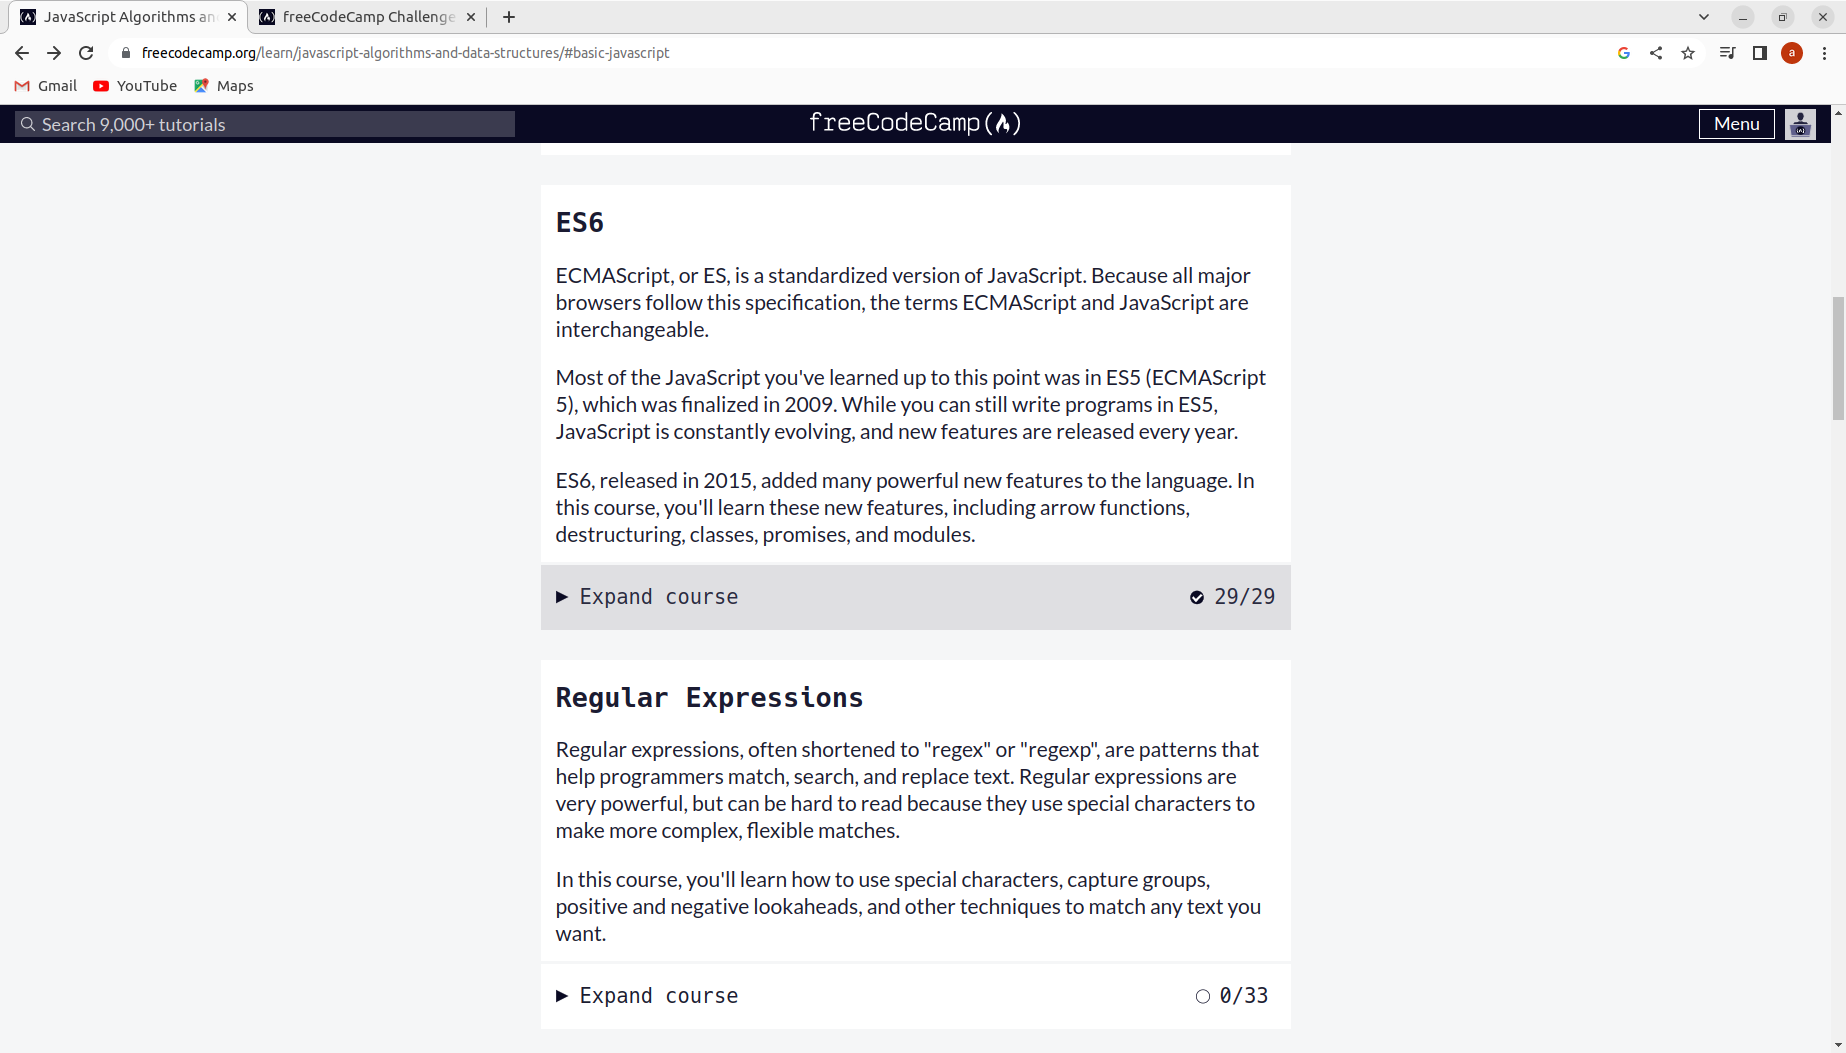 JavaScript Algorithms an
freeCodeCamp Challenge
freecodecamp.org/learn/javascript-algorithms-and-data-structures/#basic-javascript
a
Gmail
YouTube
Maps
Search 9,000+ tutorials
freeCodeCamp
Menu
ES6
ECMAScript, or ES, is a standardized version of JavaScript. Because all major
browsers follow this specification, the terms ECMAScript and JavaScript are
interchangeable.
Most of the JavaScript you've learned up to this point was in ES5 (ECMAScript
5), which was finalized in 2009. While you can still write programs in ES5,
JavaScript is constantly evolving, and new features are released every year.
ES6, released in 2015, added many powerful new features to the language. In
this course, you'll learn these new features, including arrow functions,
destructuring, classes, promises, and modules.
Expand course 29/29
Regular Expressions
Regular expressions, often shortened to "regex" or "regexp", are patterns that
help programmers match, search, and replace text. Regular expressions are
very powerful, but can be hard to read because they use special characters to
make more complex, flexible matches.
In this course, you'll learn how to use special characters, capture groups,
positive and negative lookaheads, and other techniques to match any text you
want.
Expand course 0/33